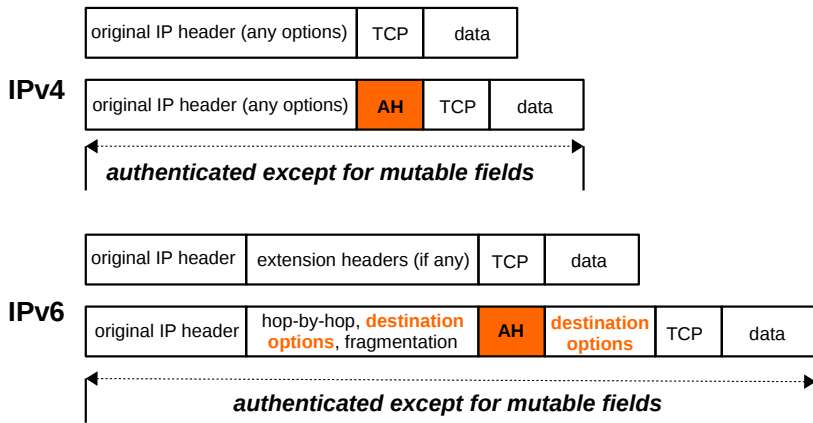 original IP header (any options) TCP data
IPv4
original IP header (any options) AH TCP data
authenticated except for mutable fields
original IP header extension headers (if any) TCP data
IPv6
original IP header hop-by-hop, destination options, fragmentation AH destination options TCP data
authenticated except for mutable fields